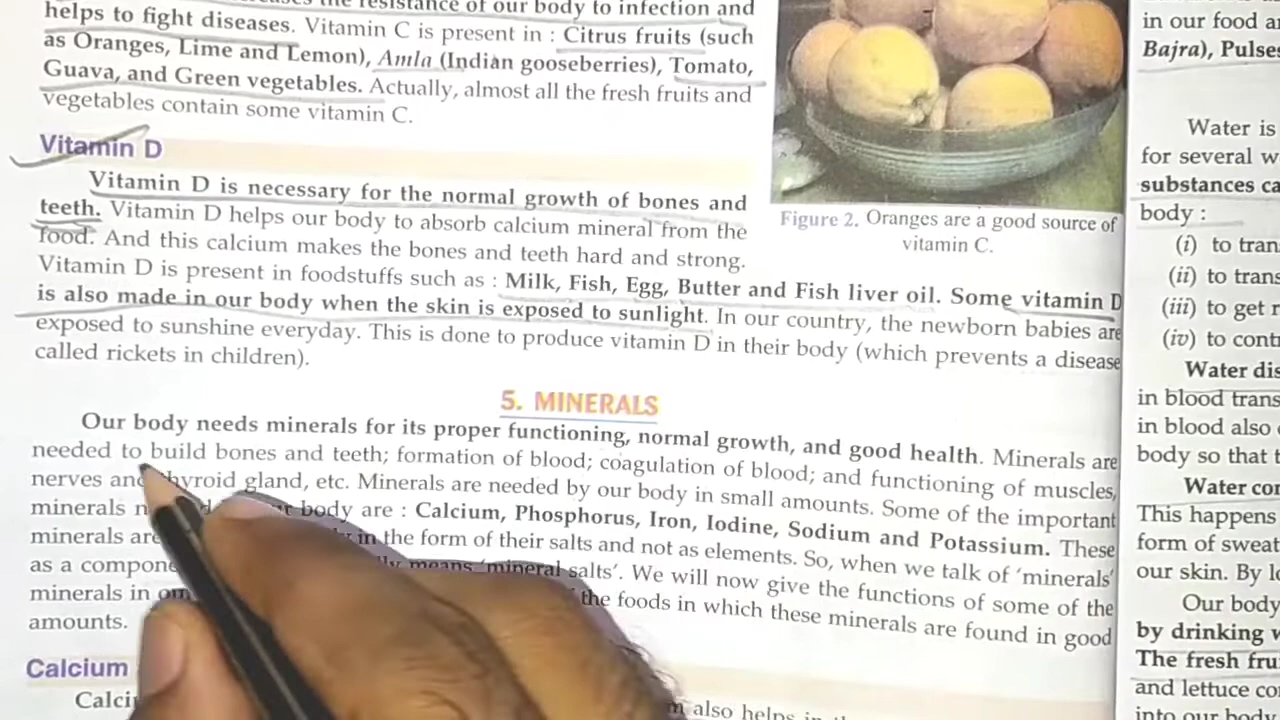 the resistance of our body to infection and
helps to fight diseases. Vitamin C is present in : Citrus fruits (such
as Oranges, Lime and Lemon), Amla (Indian gooseberries), Tomato,
Guava, and Green vegetables. Actually, almost all the fresh fruits and
vegetables contain some vitamin C.
Vitamin D
Vitamin D is necessary for the normal growth of bones and
teeth. Vitamin D helps our body to absorb calcium mineral from the
food. And this calcium makes the bones and teeth hard and strong.
Vitamin D is present in foodstuffs such as : Milk, Fish, Egg, Butter and Fish liver oil. Some vitamin D
is also made in our body when the skin is exposed to sunlight. In our country, the newborn babies are
exposed to sunshine everyday. This is done to produce vitamin D in their body (which prevents a disease
called rickets in children).
Figure 2. Oranges are a good source of
vitamin C.
5. MINERALS
Our body needs minerals for its proper functioning, normal growth, and good health. Minerals are
needed to build bones and teeth; formation of blood; coagulation of blood; and functioning of muscles,
nerves and thyroid gland, etc. Minerals are needed by our body in small amounts. Some of the important
minerals body are : Calcium, Phosphorus, Iron, Iodine, Sodium and Potassium. These
minerals are in the form of their salts and not as elements. So, when we talk of 'minerals'
as a means 'mineral salts'. We will now give the functions of some of the
minerals in the foods in which these minerals are found in good
amounts.
Calcium
also helps in
in our food
Bajra), Pulses
Water is
for several
substances
body :
(i) to
(ii) to
(iii) to get
(iv) to
Water
in blood
in blood also
body so that
Water
This happens
form of sweat
our skin. By
Our body
by drinking
The fresh
and lettuce
into our body